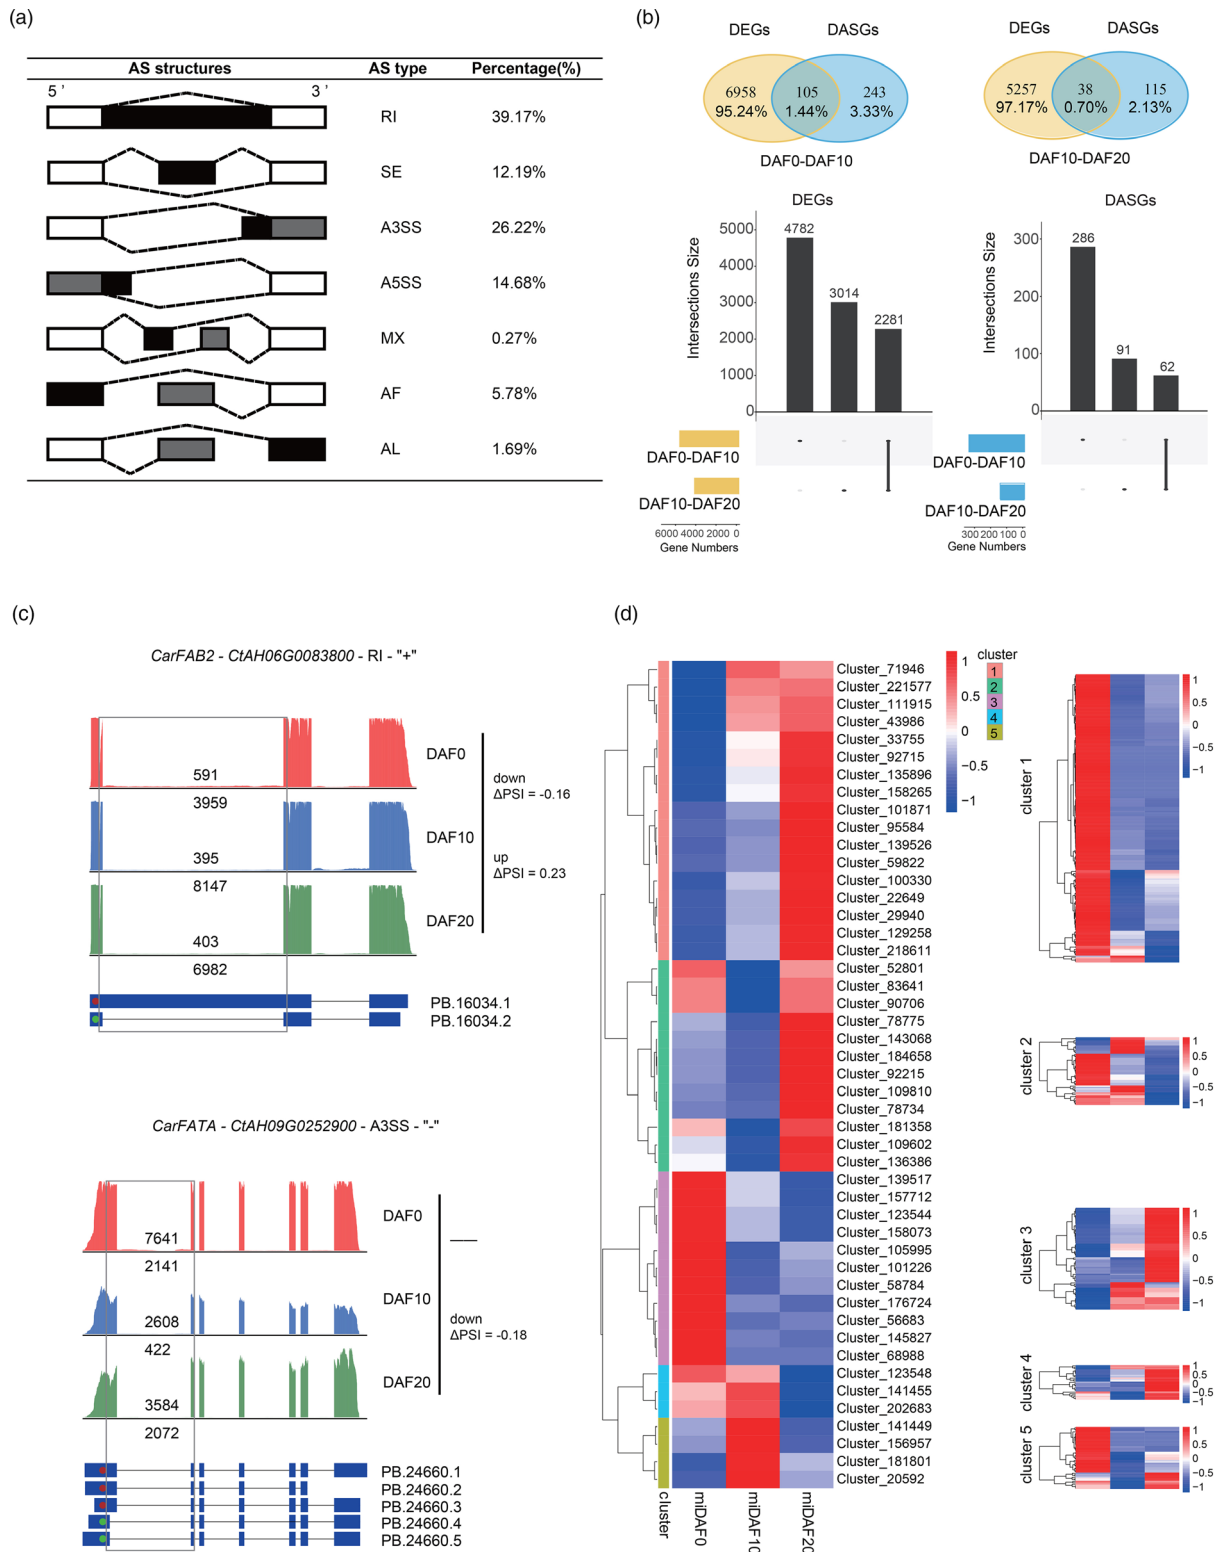 (a)
AS structures AS type Percentage(%)
5 ' 3 '
RI 39.17%
SE 12.19%
A3SS 26.22%
A5SS 14.68%
MX 0.27%
AF 5.78%
AL 1.69%
(b)
DEGs DASGs
6958 105 243
95.24% 1.44% 3.33%
DAF0-DAF10
DEGs DASGs
5257 38 115
97.17% 0.70% 2.13%
DAF10-DAF20
DEGs
Intersections Size
5000
4000
3000
2000
1000
0
4782
3014
2281
DAF0-DAF10
DAF10-DAF20
6000 4000 2000 0
Gene Numbers
DASGs
Intersections Size
300
200
100
0
286
91
62
DAF0-DAF10
DAF10-DAF20
300 200 100 0
Gene Numbers
(c)
CarFAB2 - CtAH06G0083800 - RI - "+"
591
3959
395
8147
403
6982
DAF0
DAF10
DAF20
down
ΔPSI = -0.16
up
ΔPSI = 0.23
PB.16034.1
PB.16034.2
CarFATA - CtAH09G0252900 - A3SS - "-"
7641
2141
2608
422
3584
2072
DAF0
DAF10
DAF20
down
ΔPSI = -0.18
PB.24660.1
PB.24660.2
PB.24660.3
PB.24660.4
PB.24660.5
(d)
Cluster_71946
Cluster_221577
Cluster_111915
Cluster_43986
Cluster_33755
Cluster_92715
Cluster_135896
Cluster_158265
Cluster_101871
Cluster_95584
Cluster_139526
Cluster_59822
Cluster_100330
Cluster_22649
Cluster_29940
Cluster_129258
Cluster_218611
Cluster_52801
Cluster_83641
Cluster_90706
Cluster_78775
Cluster_143068
Cluster_184658
Cluster_92215
Cluster_109810
Cluster_78734
Cluster_181358
Cluster_109602
Cluster_136386
Cluster_139517
Cluster_157712
Cluster_123544
Cluster_158073
Cluster_105995
Cluster_101226
Cluster_58784
Cluster_176724
Cluster_56683
Cluster_145827
Cluster_68988
Cluster_123548
Cluster_141455
Cluster_202683
Cluster_141449
Cluster_156957
Cluster_181801
Cluster_20592
cluster
miDAF0
miDAF10
miDAF20
1
0.5
0
−0.5
−1
cluster
1
2
3
4
5
cluster 1
1
0.5
0
−0.5
−1
cluster 2
1
0.5
0
−0.5
−1
cluster 3
1
0.5
0
−0.5
−1
cluster 4
1
0.5
0
−0.5
−1
cluster 5
1
0.5
0
−0.5
−1